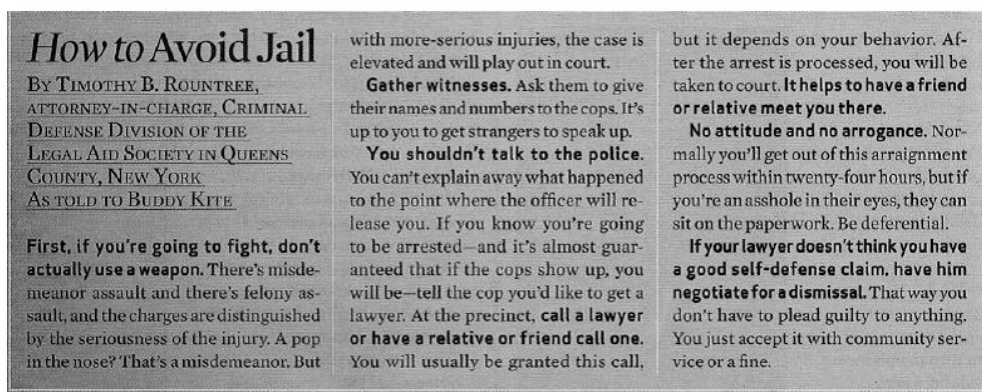 How to Avoid Jail
BY TIMOTHY B. ROUNTREE,
ATTORNEY-IN-CHARGE, CRIMINAL
DEFENSE DIVISION OF THE
LEGAL AID SOCIETY IN QUEENS
COUNTY, NEW YORK
AS TOLD TO BUDDY KITE
First, if you're going to fight, don't
actually use a weapon. There's misde-
meanor assault and there's felony as-
sault, and the charges are distinguished
by the seriousness of the injury. A pop
in the nose? That's a misdemeanor. But
with more-serious injuries, the case is
elevated and will play out in court.
Gather witnesses. Ask them to give
their names and numbers to the cops. It's
up to you to get strangers to speak up.
You shouldn't talk to the police.
You can't explain away what happened
to the point where the officer will re-
lease you. If you know you're going
to be arrested—and it's almost guar-
anteed that if the cops show up, you
will be—tell the cop you'd like to get a
lawyer. At the precinct, call a lawyer
or have a relative or friend call one.
You will usually be granted this call,
but it depends on your behavior. Af-
ter the arrest is processed, you will be
taken to court. It helps to have a friend
or relative meet you there.
No attitude and no arrogance. Nor-
mally you'll get out of this arraignment
process within twenty-four hours, but if
you're an asshole in their eyes, they can
sit on the paperwork. Be deferential.
If your lawyer doesn't think you have
a good self-defense claim, have him
negotiate for a dismissal. That way you
don't have to plead guilty to anything.
You just accept it with community ser-
vice or a fine.